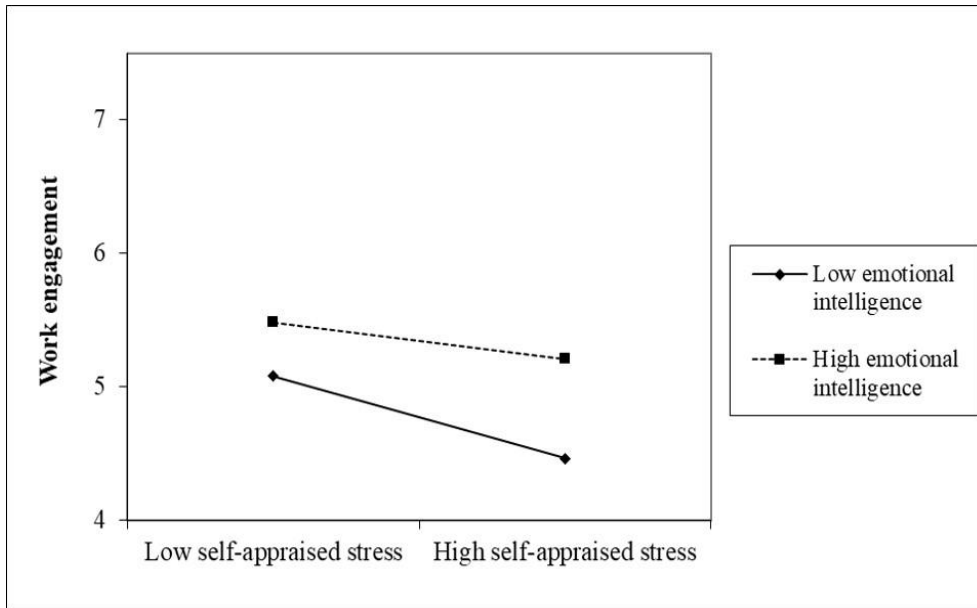 Work engagement
7
6
5
4
Low self-appraised stress
High self-appraised stress
Low emotional
intelligence
High emotional
intelligence